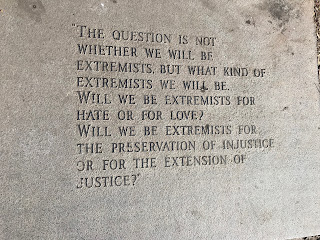 "The question is not
whether we will be
extremists, but what kind of
extremists we will be.
Will we be extremists for
hate or for love?
Will we be extremists for
the preservation of injustice
or for the extension of
justice?"